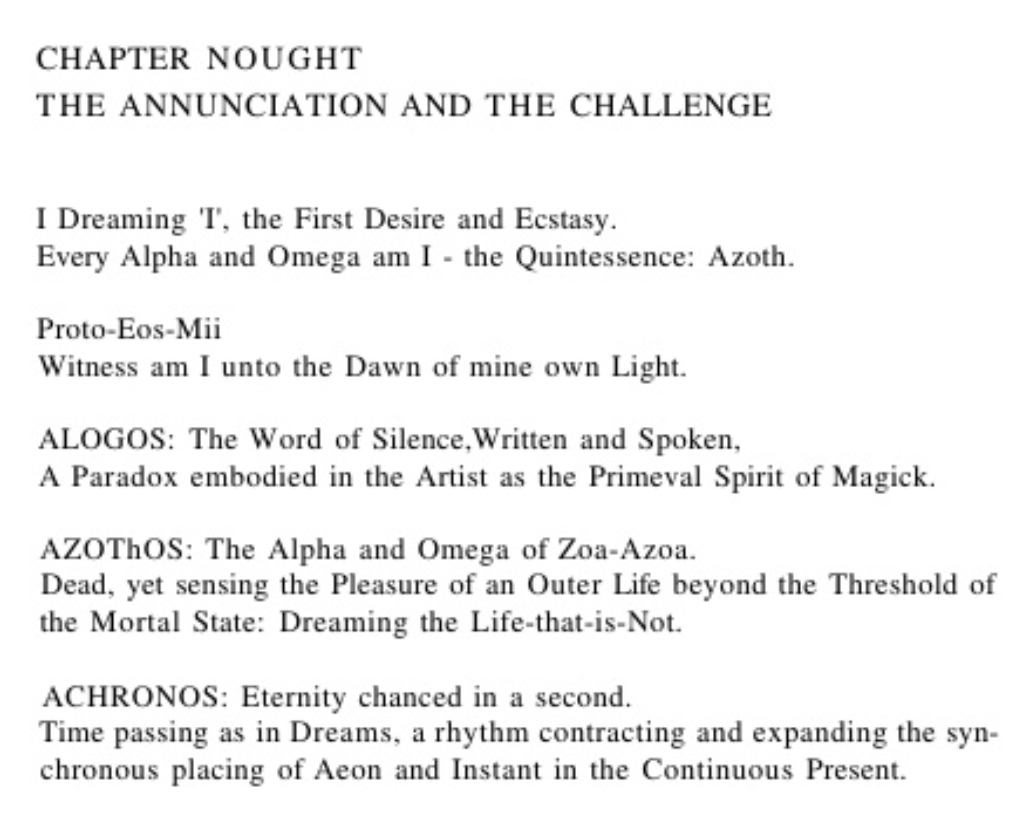 CHAPTER NOUGHT
THE ANNUNCIATION AND THE CHALLENGE
I Dreaming 'I', the First Desire and Ecstasy.
Every Alpha and Omega am I - the Quintessence: Azoth.
Proto-Eos-Mii
Witness am I unto the Dawn of mine own Light.
ALOGOS: The Word of Silence,Written and Spoken,
A Paradox embodied in the Artist as the Primeval Spirit of Magick.
AZOThOS: The Alpha and Omega of Zoa-Azoa.
Dead, yet sensing the Pleasure of an Outer Life beyond the Threshold of
the Mortal State: Dreaming the Life-that-is-Not.
ACHRONOS: Eternity chanced in a second.
Time passing as in Dreams, a rhythm contracting and expanding the syn-
chronous placing of Aeon and Instant in the Continuous Present.